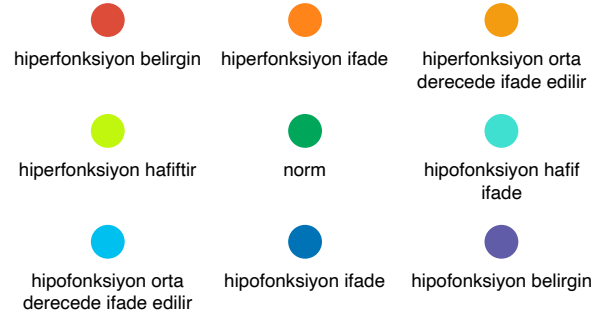 hiperfonksiyon belirgin
hiperfonksiyon ifade
hiperfonksiyon orta
derecede ifade edilir
hiperfonksiyon hafiftir
norm
hipofonksiyon hafif
ifade
hipofonksiyon orta
derecede ifade edilir
hipofonksiyon ifade
hipofonksiyon belirgin